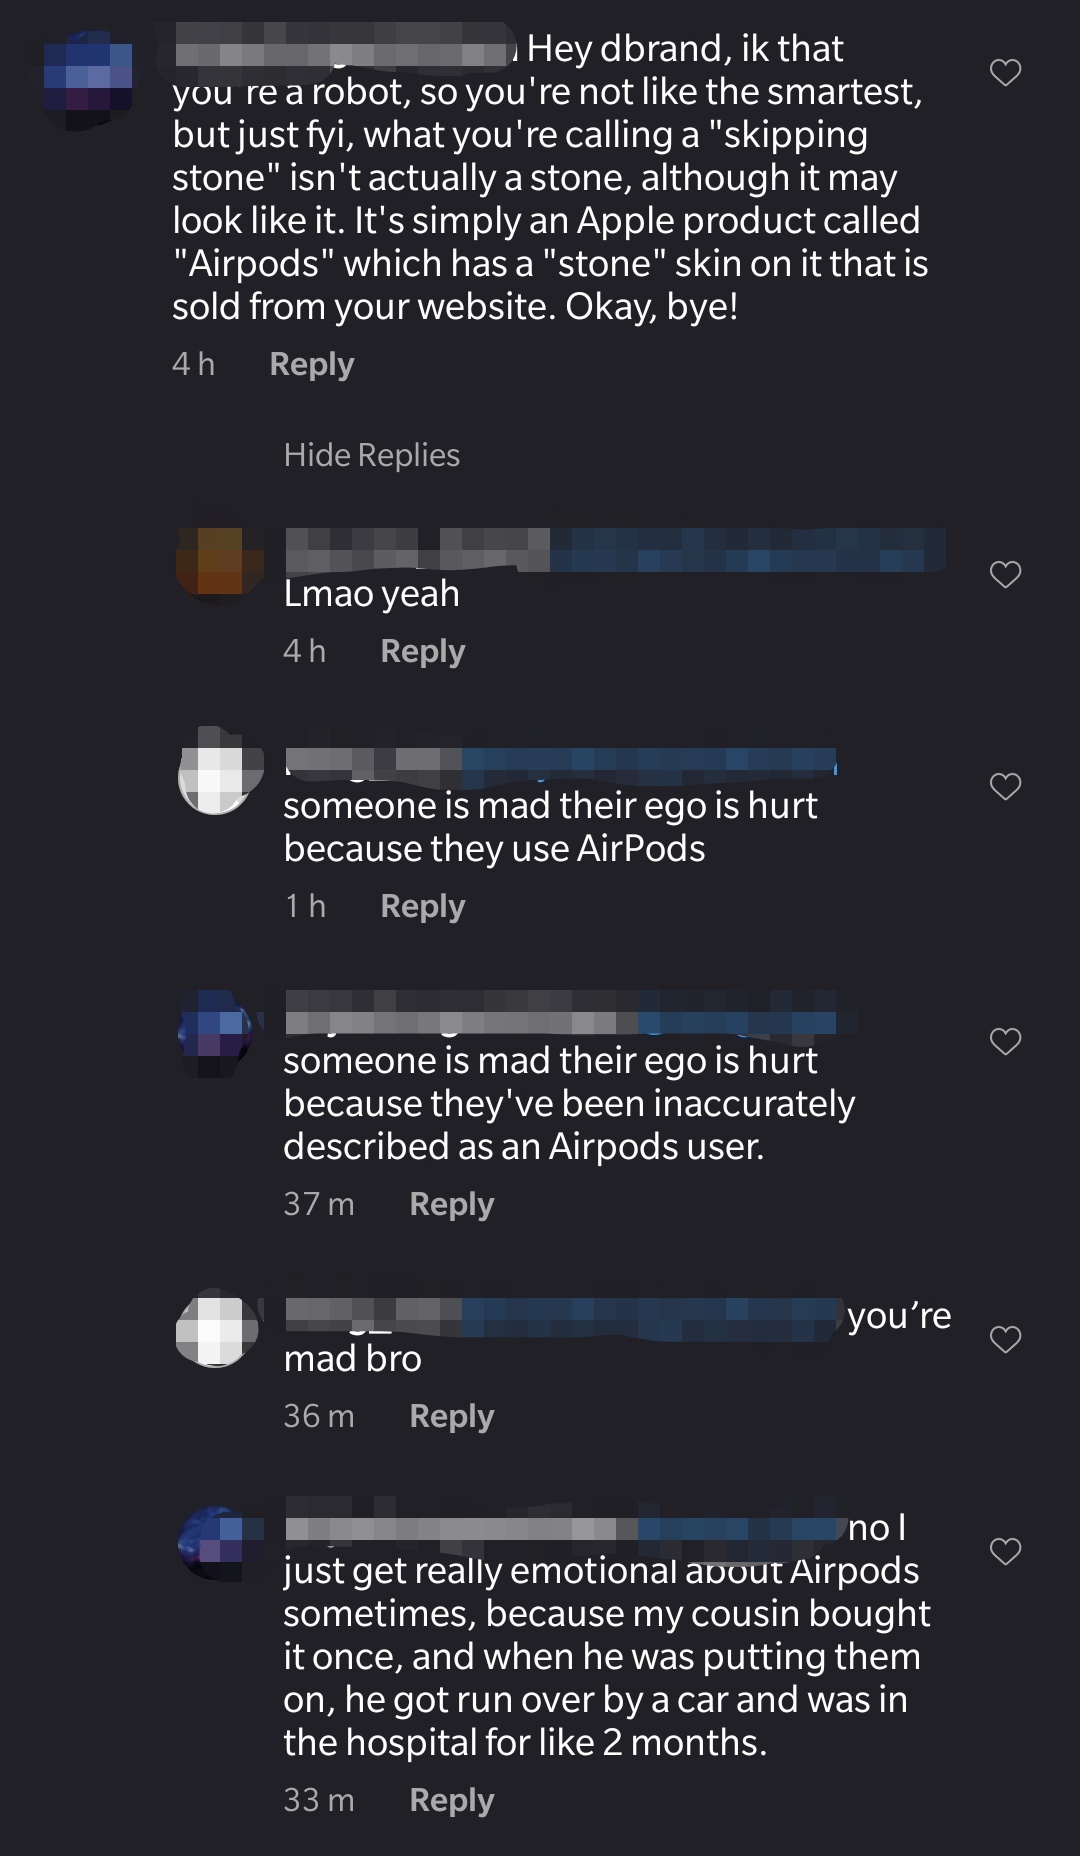 Hey dbrand, ik that
you're a robot, so you're not like the smartest,
but just fyi, what you're calling a "skipping
stone" isn't actually a stone, although it may
look like it. It's simply an Apple product called
"Airpods" which has a "stone" skin on it that is
sold from your website. Okay, bye!
4 h Reply
Hide Replies
Lmao yeah
4 h Reply
someone is mad their ego is hurt
because they use AirPods
1 h Reply
someone is mad their ego is hurt
because they've been inaccurately
described as an Airpods user.
37 m Reply
you’re
mad bro
36 m Reply
no I
just get really emotional about Airpods
sometimes, because my cousin bought
it once, and when he was putting them
on, he got run over by a car and was in
the hospital for like 2 months.
33 m Reply